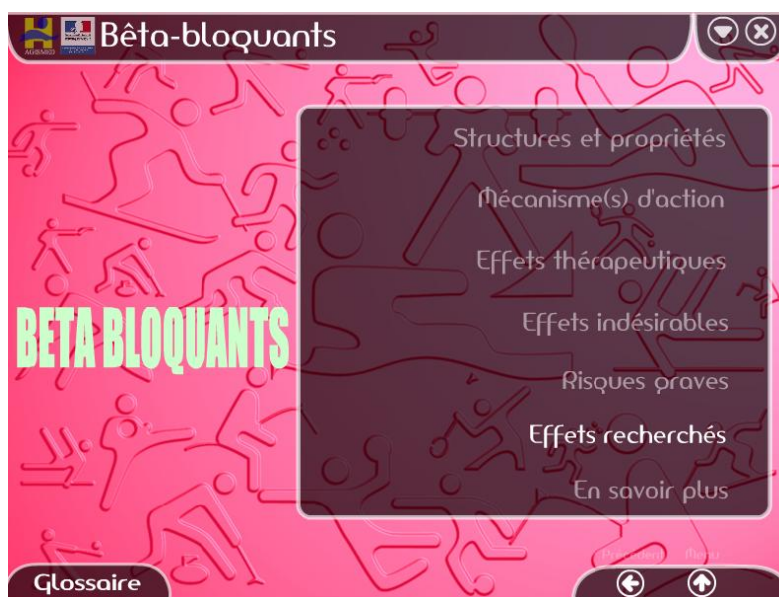 Bêta-bloquants
Structures et propriétés
Mécanisme(s) d'action
Effets thérapeutiques
Effets indésirables
BETA BLOQUANTS
Risques graves
Effets recherchés
En savoir plus
Précédent Menu
Glossaire